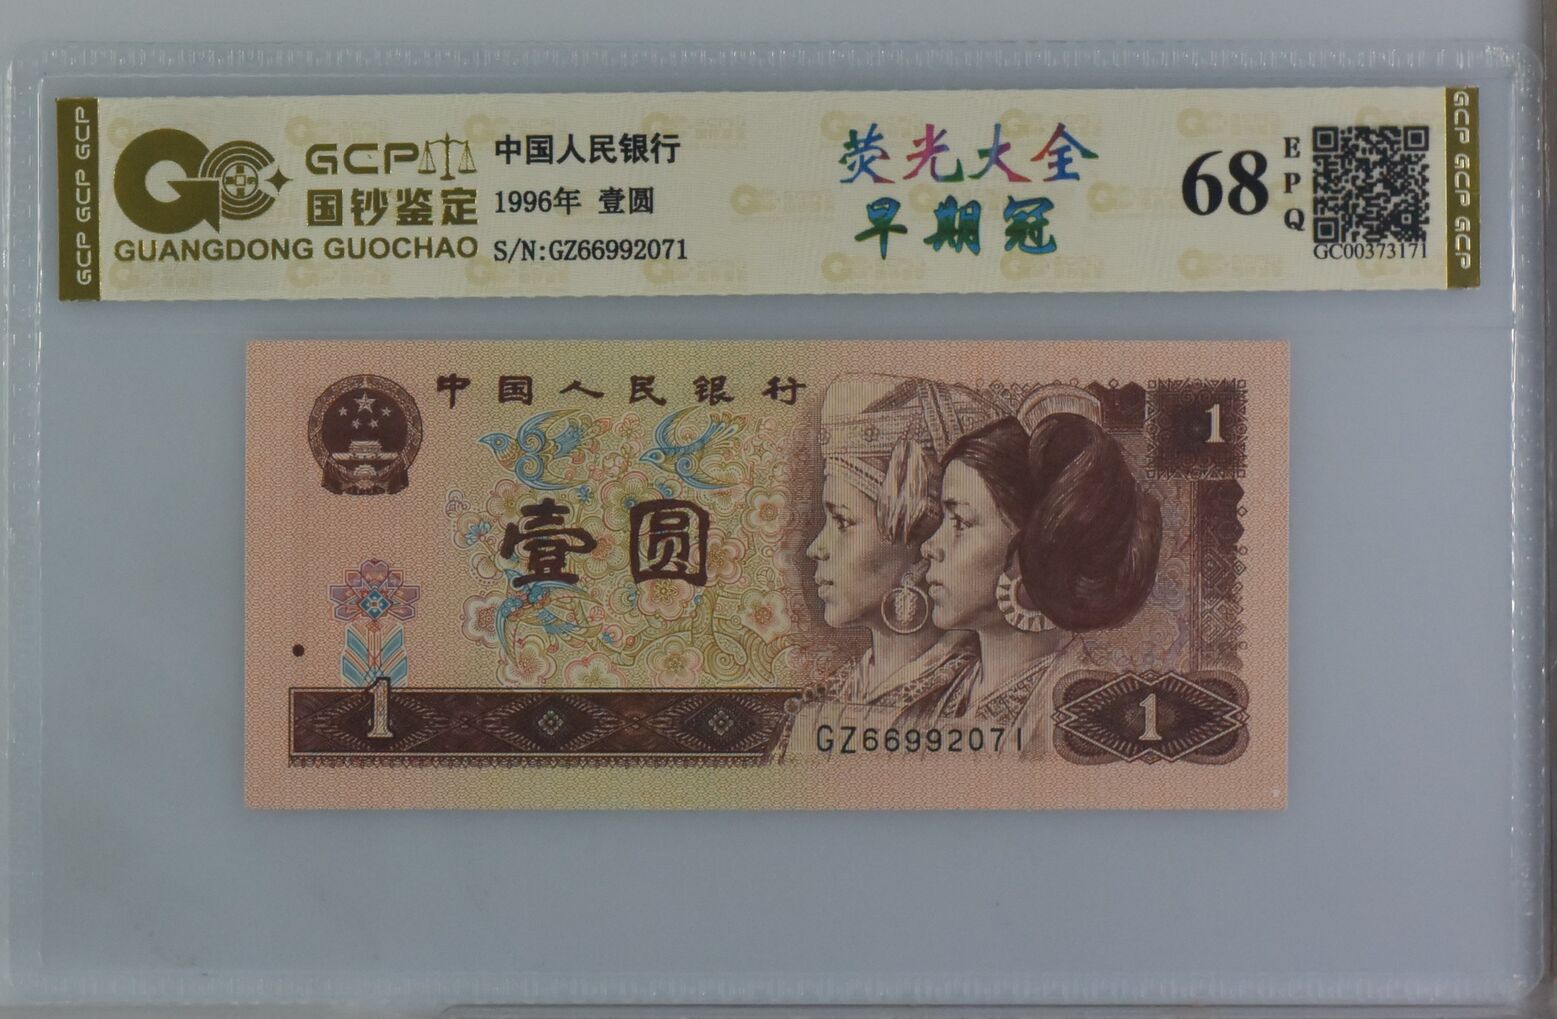 GCP GCP GCP
GCP
国钞鉴定
GUANGDONG GUOCHAO
中国人民银行
1996年 壹圆
S/N:GZ66992071
荧光大全
早期冠
68
EPQ
GC00373171
GCP GCP GCP
中国人民银行
1
壹圆
1
GZ66992071
1